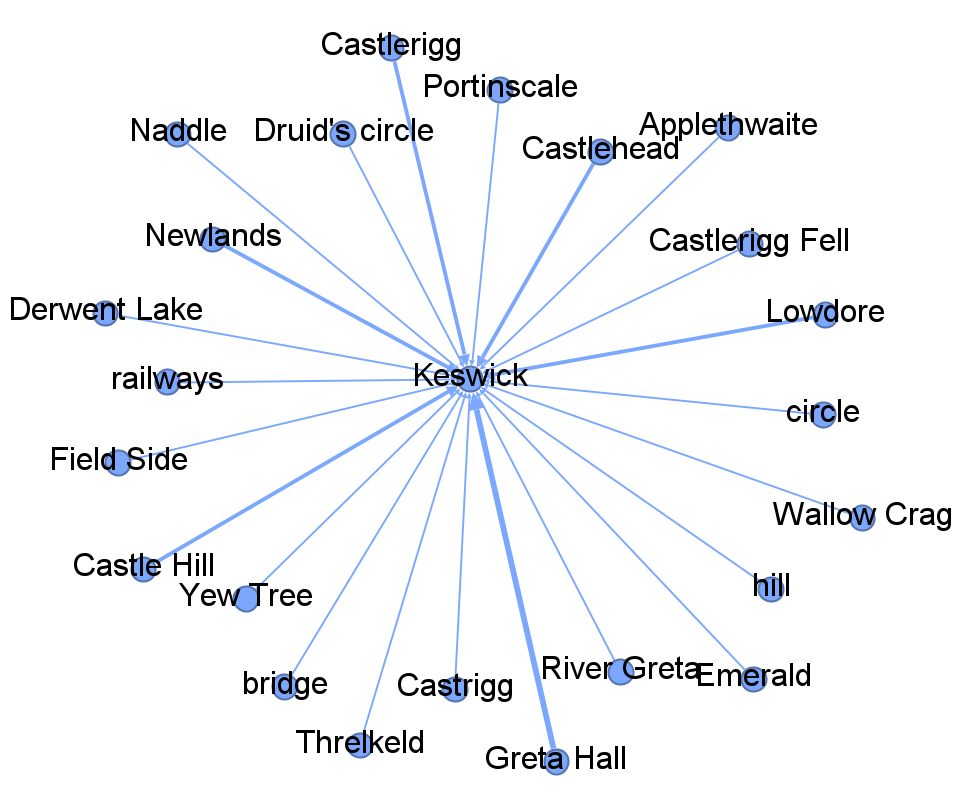 Castlerigg
Portinscale
Naddle
Druid's circle
Applethwaite
Castlehead
Newlands
Castlerigg Fell
Derwent Lake
Lowdore
railways
Keswick
circle
Field Side
Wallow Crag
Castle Hill
Yew Tree
hill
bridge
Castrigg
River Greta
Emerald
Threlkeld
Greta Hall